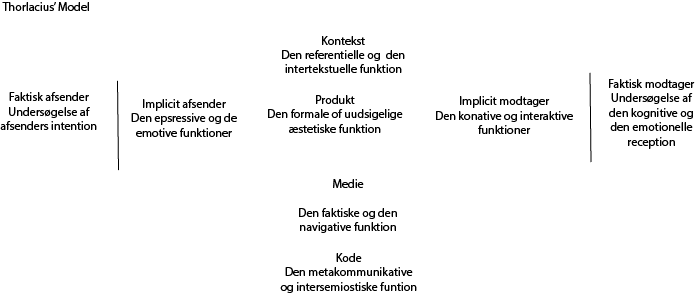 Thorlacius' Model
Kontekst
Den referentielle og  den
intertekstuelle funktion
Faktisk afsender
Undersøgelse af
afsenders intention
Implicit afsender
Den epsressive og de
emotive funktioner
Produkt
Den formale of uudsigelige
æstetiske funktion
Implicit modtager
Den konative og interaktive
funktioner
Faktisk modtager
Undersøgelse af
den kognitive og
den emotionelle
reception
Medie
Den faktiske og den
navigative funktion
Kode
Den metakommunikative
og intersemiostiske funtion